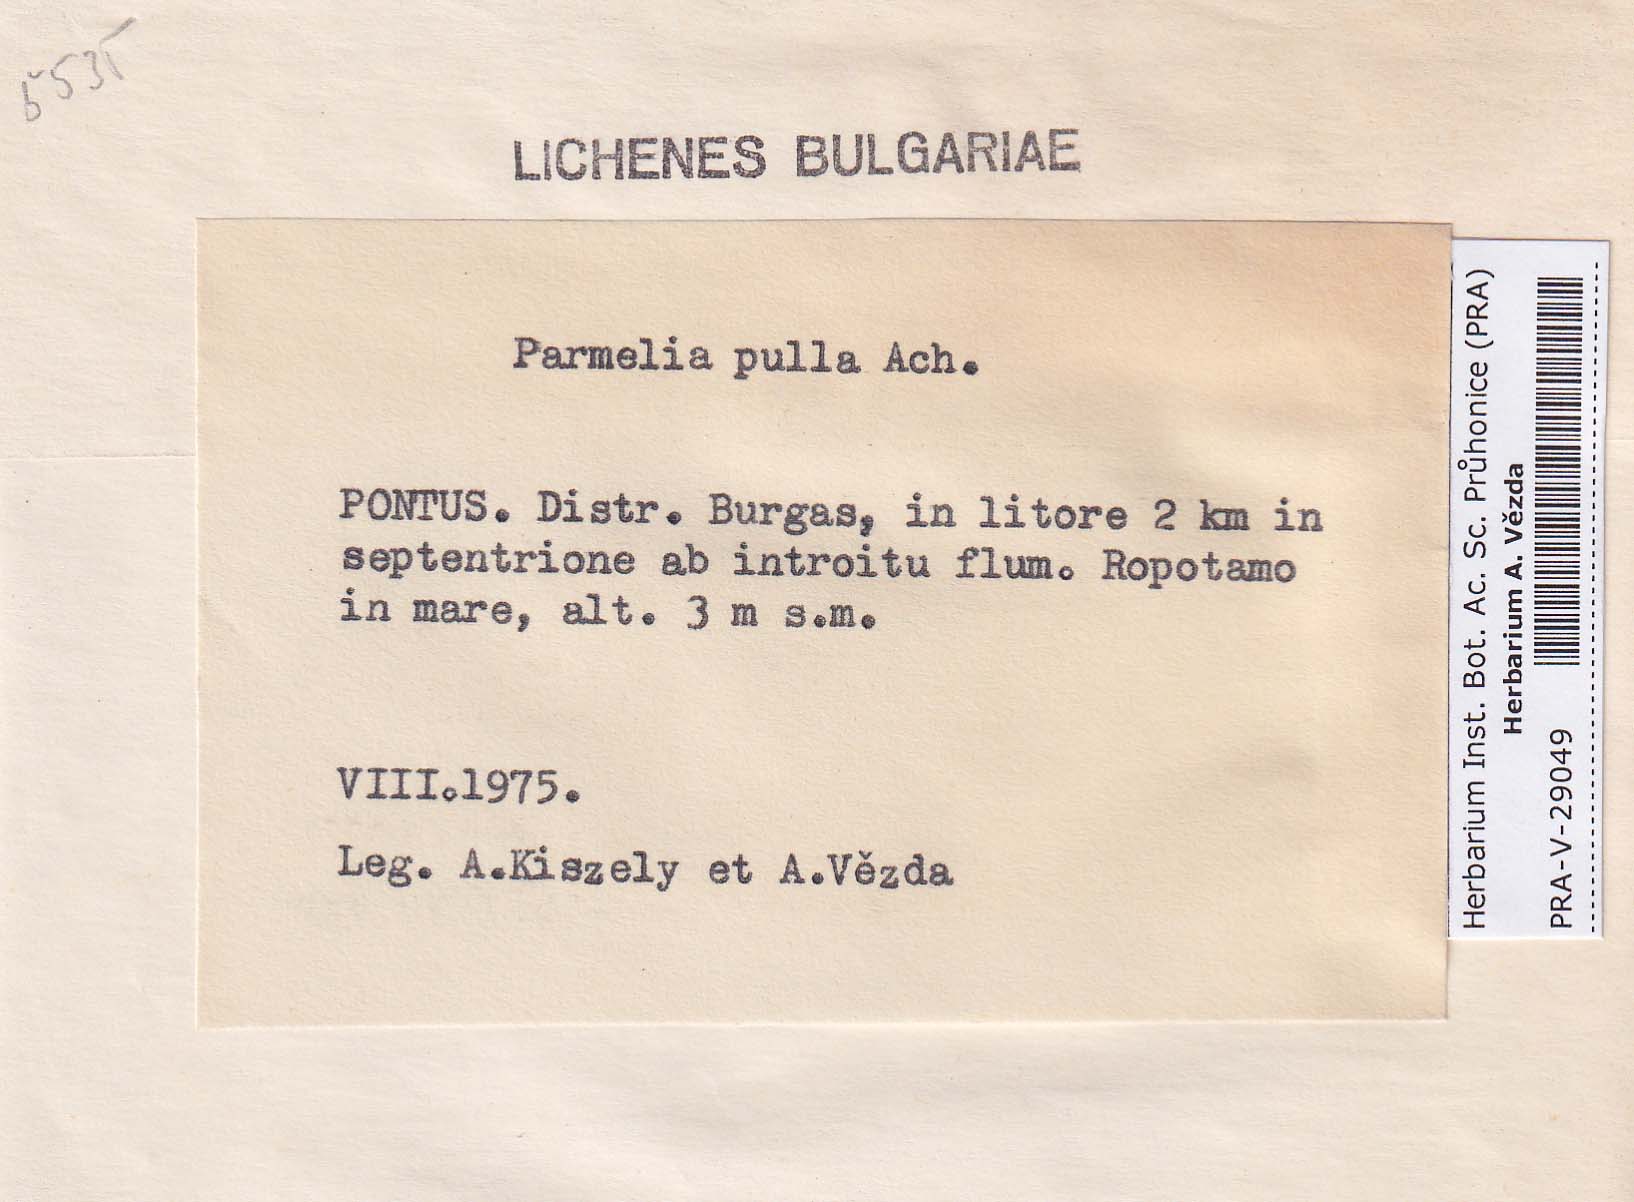 5535
LICHENES BULGARIAE
Parmelia pulla Ach.
PONTUS. Distr. Burgas, in litore 2 km in
septentrione ab introitu flum. Ropotamo
in mare, alt. 3 m s.m.
VIII.1975.
Leg. A.Kiszely et A.Vězda
Herbarium Inst. Bot. Ac. Sc. Průhonice (PRA)
Herbarium A. Vězda
PRA-V-29049